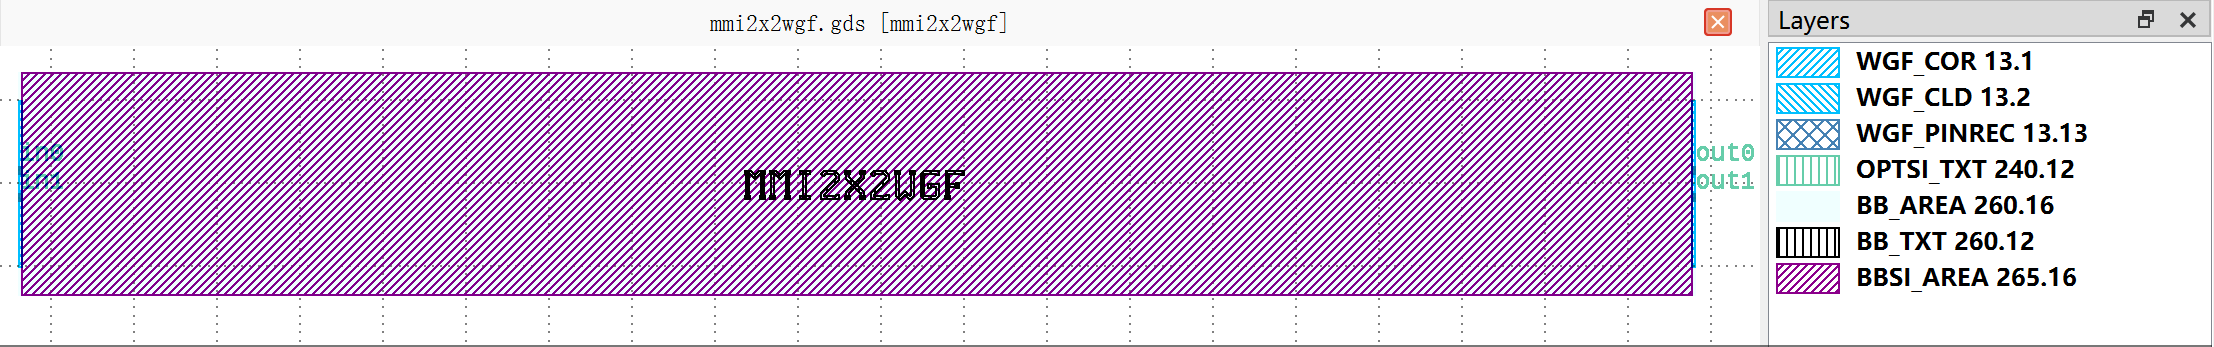 mmi2x2wgf.gds [mmi2x2wgf]
in0
in1
MMI2X2WGF
out0
out1
Layers
WGF_COR 13.1
WGF_CLD 13.2
WGF_PINREC 13.13
OPTSI_TXT 240.12
BB_AREA 260.16
BB_TXT 260.12
BBSI_AREA 265.16